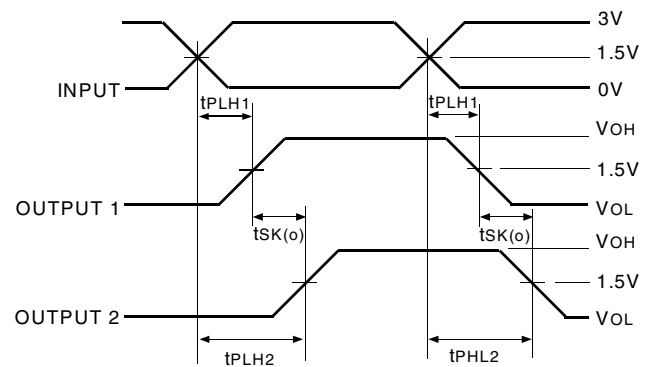 3V
1.5V
INPUT
0V
tPLH1
tPLH1
VOH
1.5V
OUTPUT 1
VOL
tSK(o)
tSK(o)
VOH
1.5V
OUTPUT 2
VOL
tPLH2
tPHL2